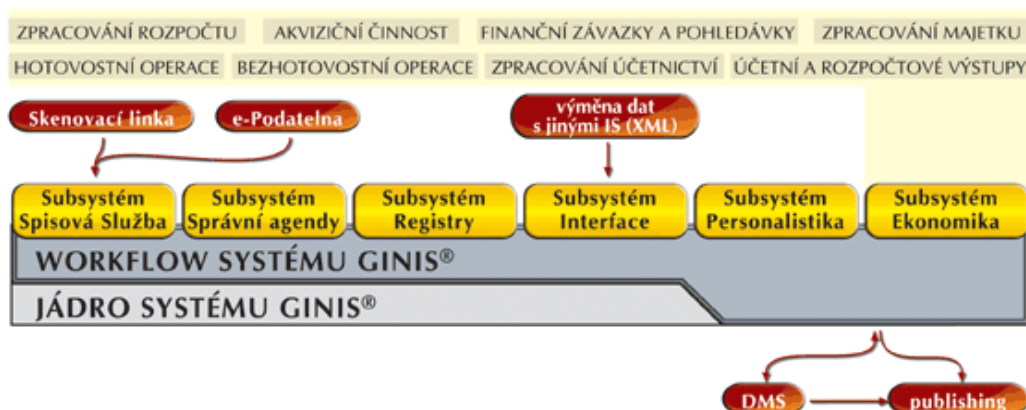 ZPRACOVÁNÍ ROZPOČTU AKVIZIČNÍ ČINNOST FINANČNÍ ZÁVAZKY A POHLEDÁVKY ZPRACOVÁNÍ MAJETKU
HOTOVOSTNÍ OPERACE BEZHOTOVOSTNÍ OPERACE ZPRACOVÁNÍ ÚČETNICTVÍ ÚČETNÍ A ROZPOČTOVÉ VÝSTUPY
Skenovací linka
e-Podatelna
výměna dat
s jinými IS (XML)
Subsystém
Spisová Služba
Subsystém
Správní agendy
Subsystém
Registry
Subsystém
Interface
Subsystém
Personalistika
Subsystém
Ekonomika
WORKFLOW SYSTÉMU GINIS®
JÁDRO SYSTÉMU GINIS®
DMS
publishing